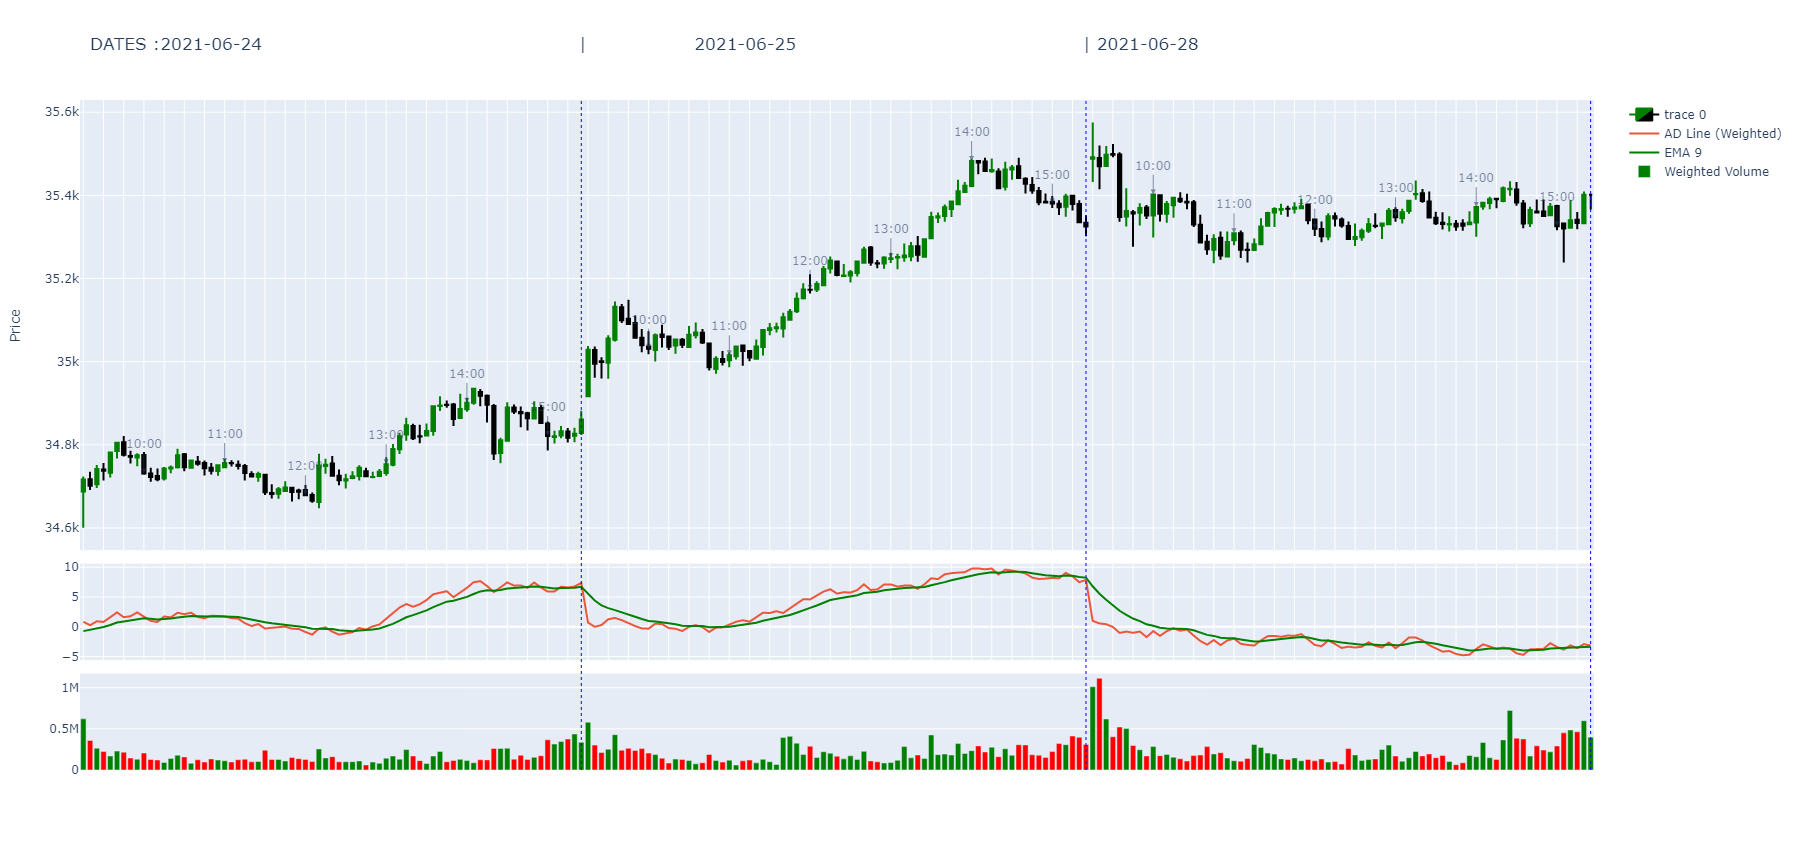 DATES :2021-06-24 | 2021-06-25 | 2021-06-28
35.6k
35.4k
35.2k
35k
34.8k
34.6k
Price
10:00 11:00 12:00 13:00 14:00 15:00 10:00 11:00 12:00 13:00 14:00 15:00 10:00 11:00 12:00 13:00 14:00 15:00
trace 0
AD Line (Weighted)
EMA 9
Weighted Volume
10
5
0
−5
1M
0.5M
0